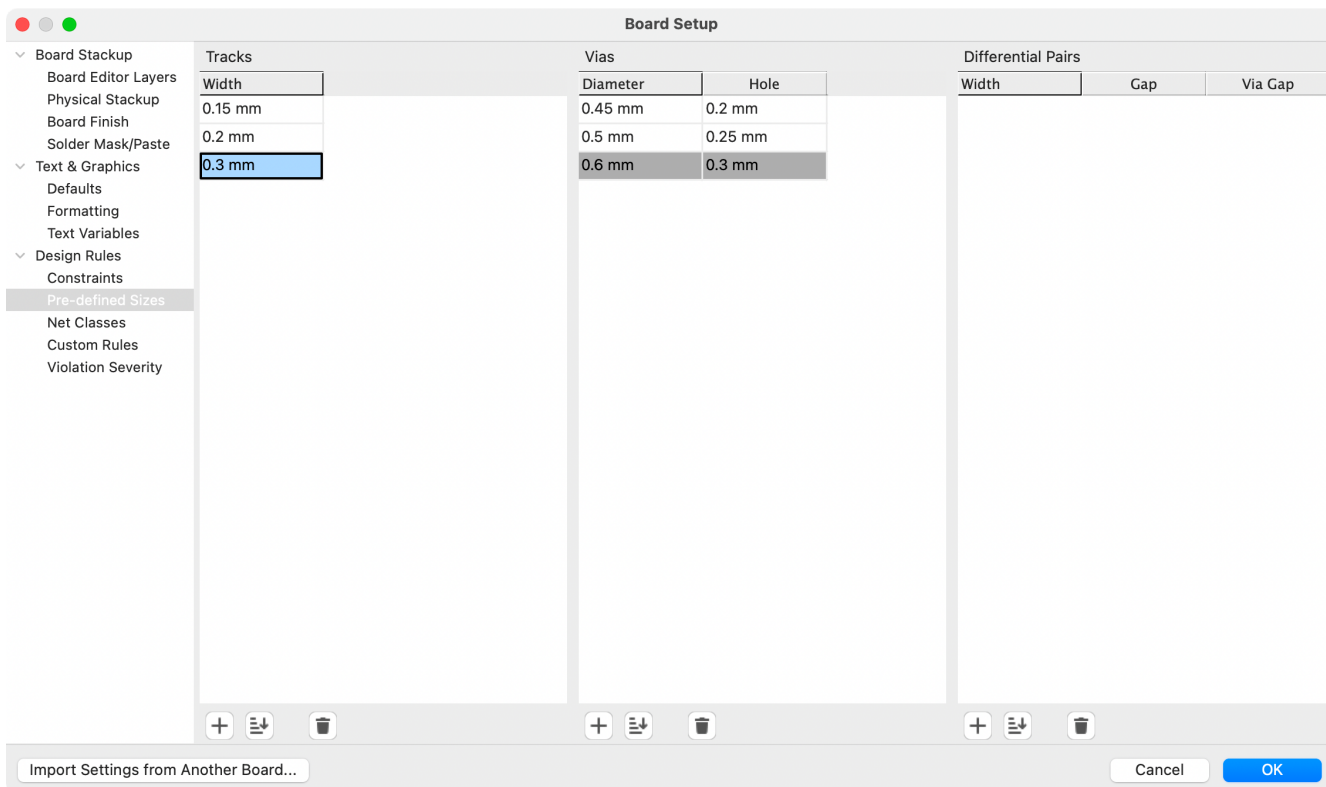 Board Setup
Board Stackup
Board Editor Layers
Physical Stackup
Board Finish
Solder Mask/Paste
Text & Graphics
Defaults
Formatting
Text Variables
Design Rules
Constraints
Pre-defined Sizes
Net Classes
Custom Rules
Violation Severity
Tracks
Width
0.15 mm
0.2 mm
0.3 mm
Vias
Diameter Hole
0.45 mm 0.2 mm
0.5 mm 0.25 mm
0.6 mm 0.3 mm
Differential Pairs
Width Gap Via Gap
Import Settings from Another Board...
Cancel
OK